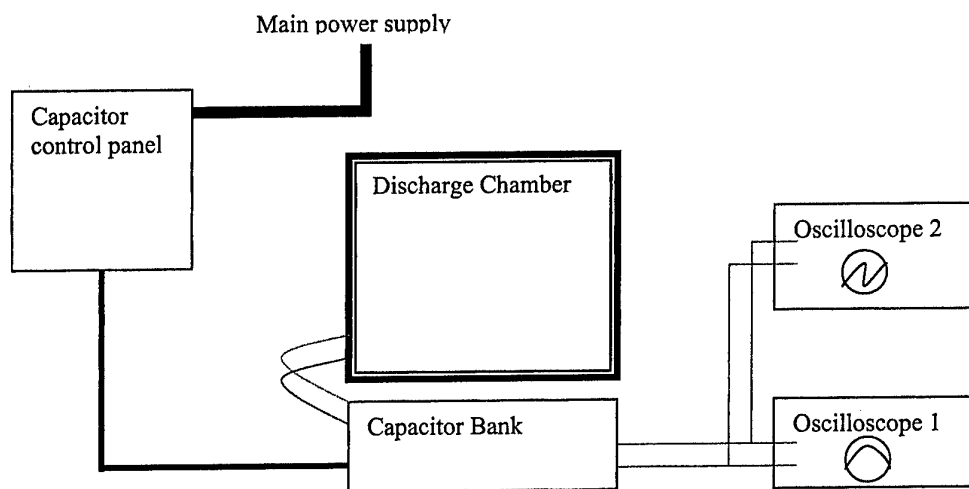 Main power supply
Capacitor
control panel
Discharge Chamber
Oscilloscope 2
Capacitor Bank
Oscilloscope 1